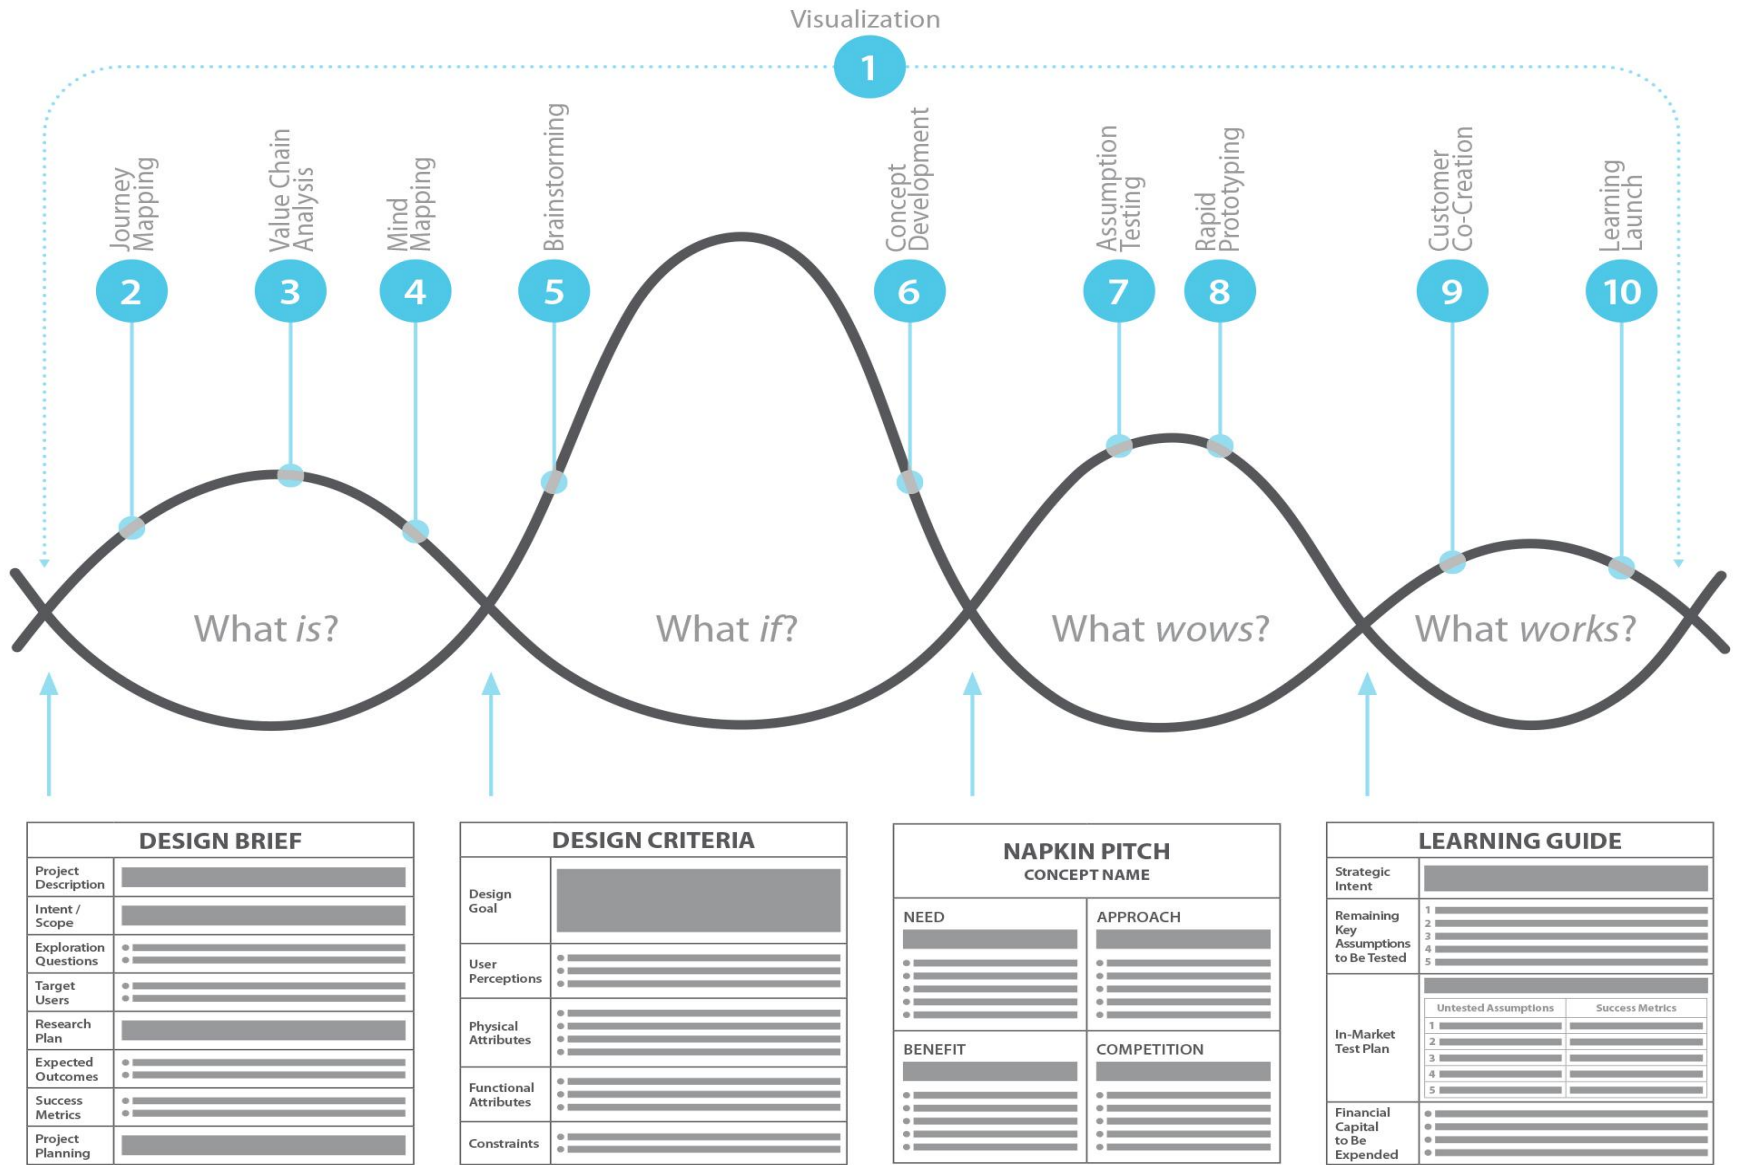 Visualization
1
Journey
Mapping
2
Value Chain
Analysis
3
Mind
Mapping
4
Brainstorming
5
Concept
Development
6
Assumption
Testing
7
Rapid
Prototyping
8
Customer
Co-Creation
9
Learning
Launch
10
What is?
What if?
What wows?
What works?
DESIGN BRIEF
Project
Description
Intent /
Scope
Exploration
Questions
Target
Users
Research
Plan
Expected
Outcomes
Success
Metrics
Project
Planning
DESIGN CRITERIA
Design
Goal
User
Perceptions
Physical
Attributes
Functional
Attributes
Constraints
NAPKIN PITCH
CONCEPT NAME
NEED
APPROACH
BENEFIT
COMPETITION
LEARNING GUIDE
Strategic
Intent
Remaining
Key
Assumptions
to Be Tested
1
2
3
4
5
In-Market
Test Plan
Untested Assumptions
Success Metrics
1
2
3
4
5
Financial
Capital
to Be
Expended